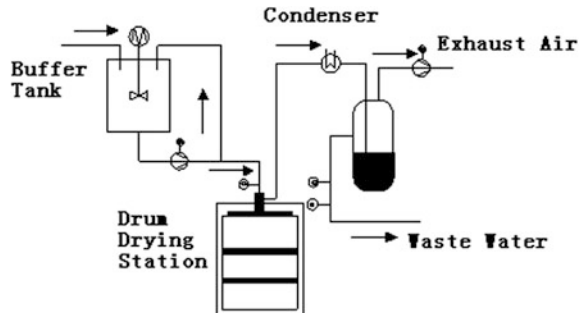 Condenser
Exhaust Air
Buffer
Tank
M
Drum
Drying
Station
Waste Water